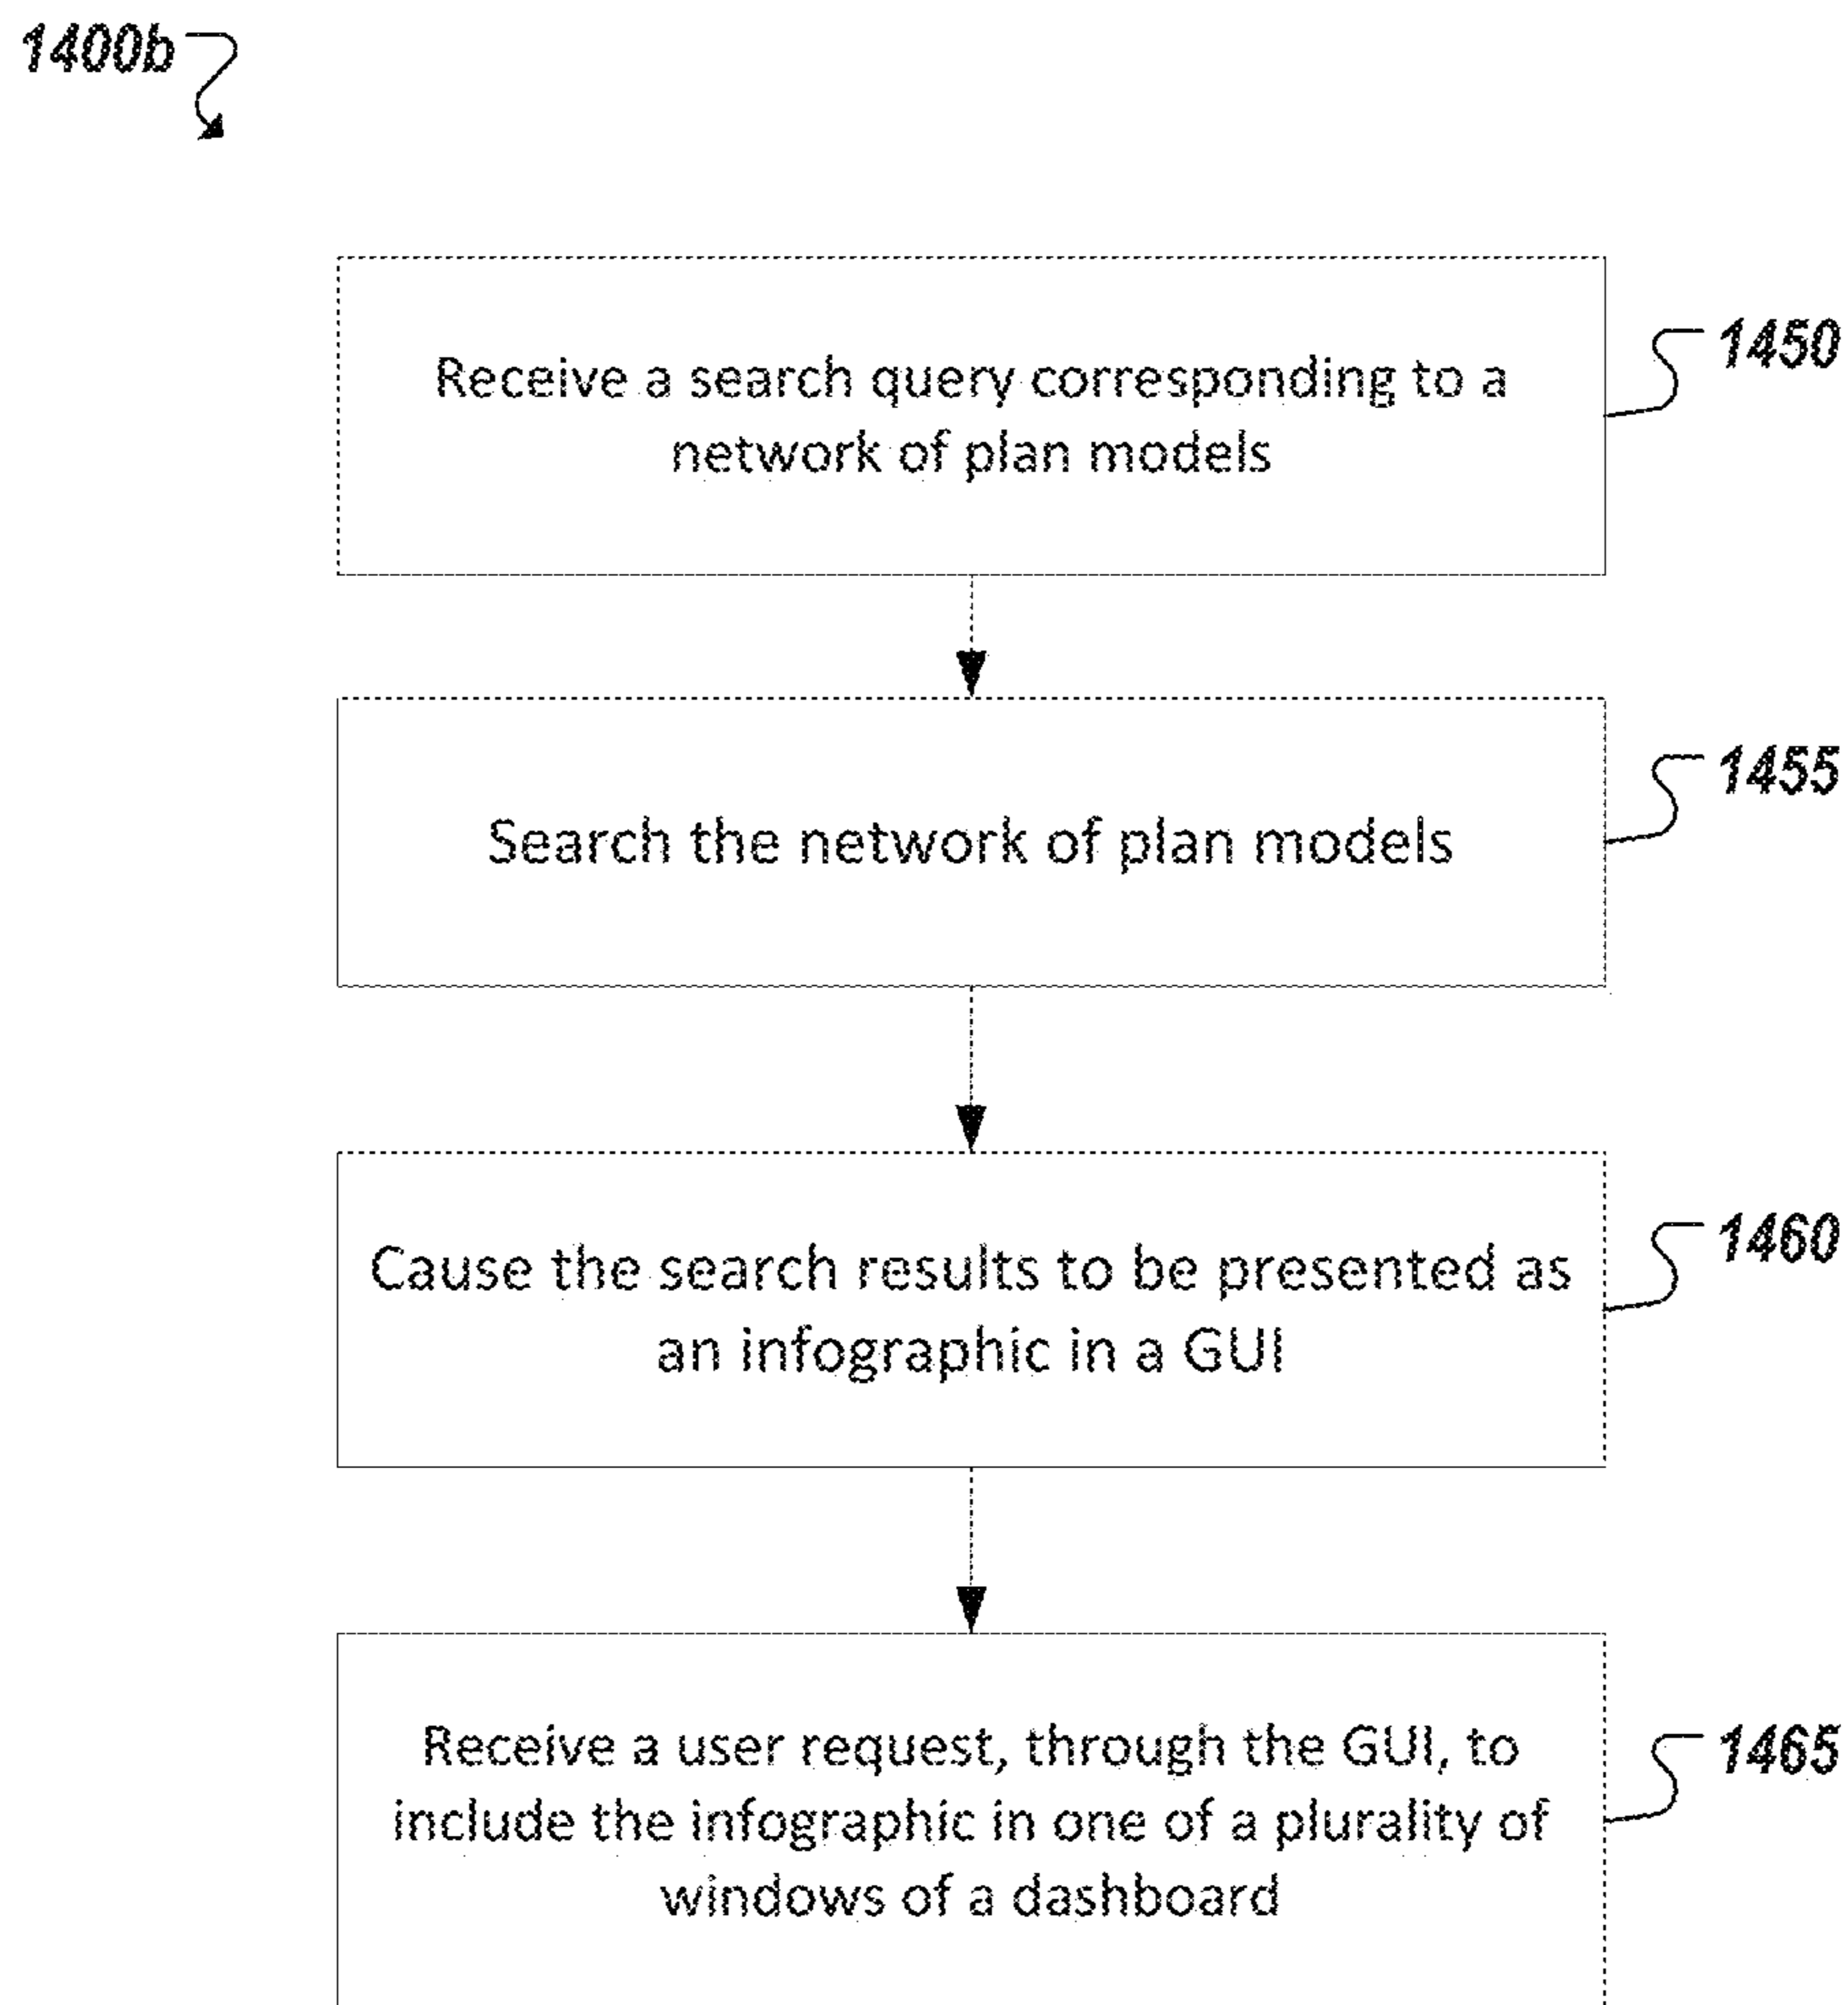 1400b
Receive a search query corresponding to a
network of plan models
1450
Search the network of plan models
1455
Cause the search results to be presented as
an infographic in a GUI
1460
Receive a user request, through the GUI, to
include the infographic in one of a plurality of
windows of a dashboard
1465